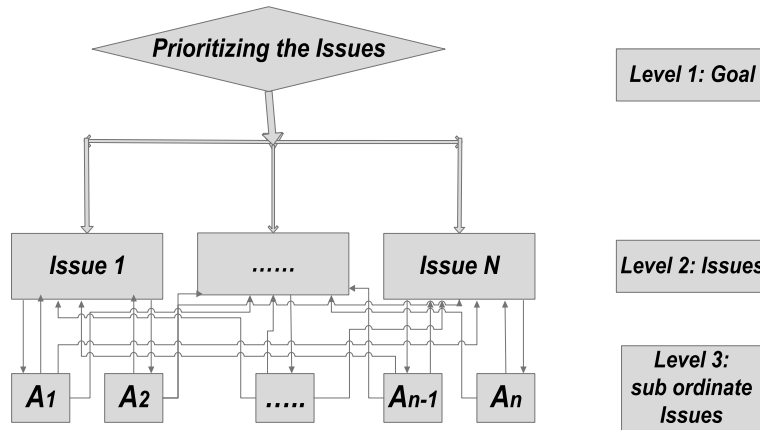 Prioritizing the Issues
Level 1: Goal
Issue 1
......
Issue N
Level 2: Issues
A1
A2
.....
An-1
An
Level 3:
sub ordinate
Issues